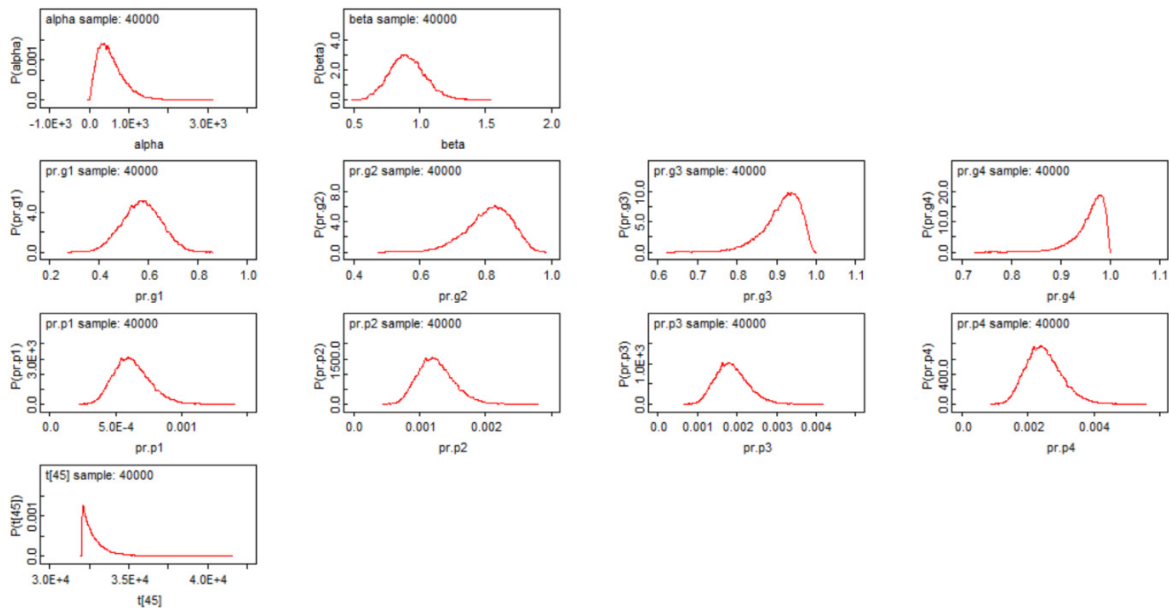 alpha sample: 40000
P(alpha)
0.001
0.0
-1.0E+3 0.0 1.0E+3 3.0E+3
alpha
beta sample: 40000
P(beta)
4.0
2.0
0.0
0.5 1.0 1.5 2.0
beta
pr.g1 sample: 40000
P(pr.g1)
4.0
0.0
0.2 0.4 0.6 0.8 1.0
pr.g1
pr.g2 sample: 40000
P(pr.g2)
8.0
4.0
0.0
0.4 0.6 0.8 1.0
pr.g2
pr.g3 sample: 40000
P(pr.g3)
10.0
5.0
0.0
0.6 0.7 0.8 0.9 1.0 1.1
pr.g3
pr.g4 sample: 40000
P(pr.g4)
20.0
10.0
0.0
0.7 0.8 0.9 1.0 1.1
pr.g4
pr.p1 sample: 40000
P(pr.p1)
3.0E+3
0.0
0.0 5.0E-4 0.001
pr.p1
pr.p2 sample: 40000
P(pr.p2)
1500.0
0.0
0.0 0.001 0.002
pr.p2
pr.p3 sample: 40000
P(pr.p3)
1.0E+3
0.0
0.0 0.001 0.002 0.003 0.004
pr.p3
pr.p4 sample: 40000
P(pr.p4)
400.0
0.0
0.0 0.002 0.004
pr.p4
t[45] sample: 40000
P(t[45])
0.001
0.0
3.0E+4 3.5E+4 4.0E+4
t[45]